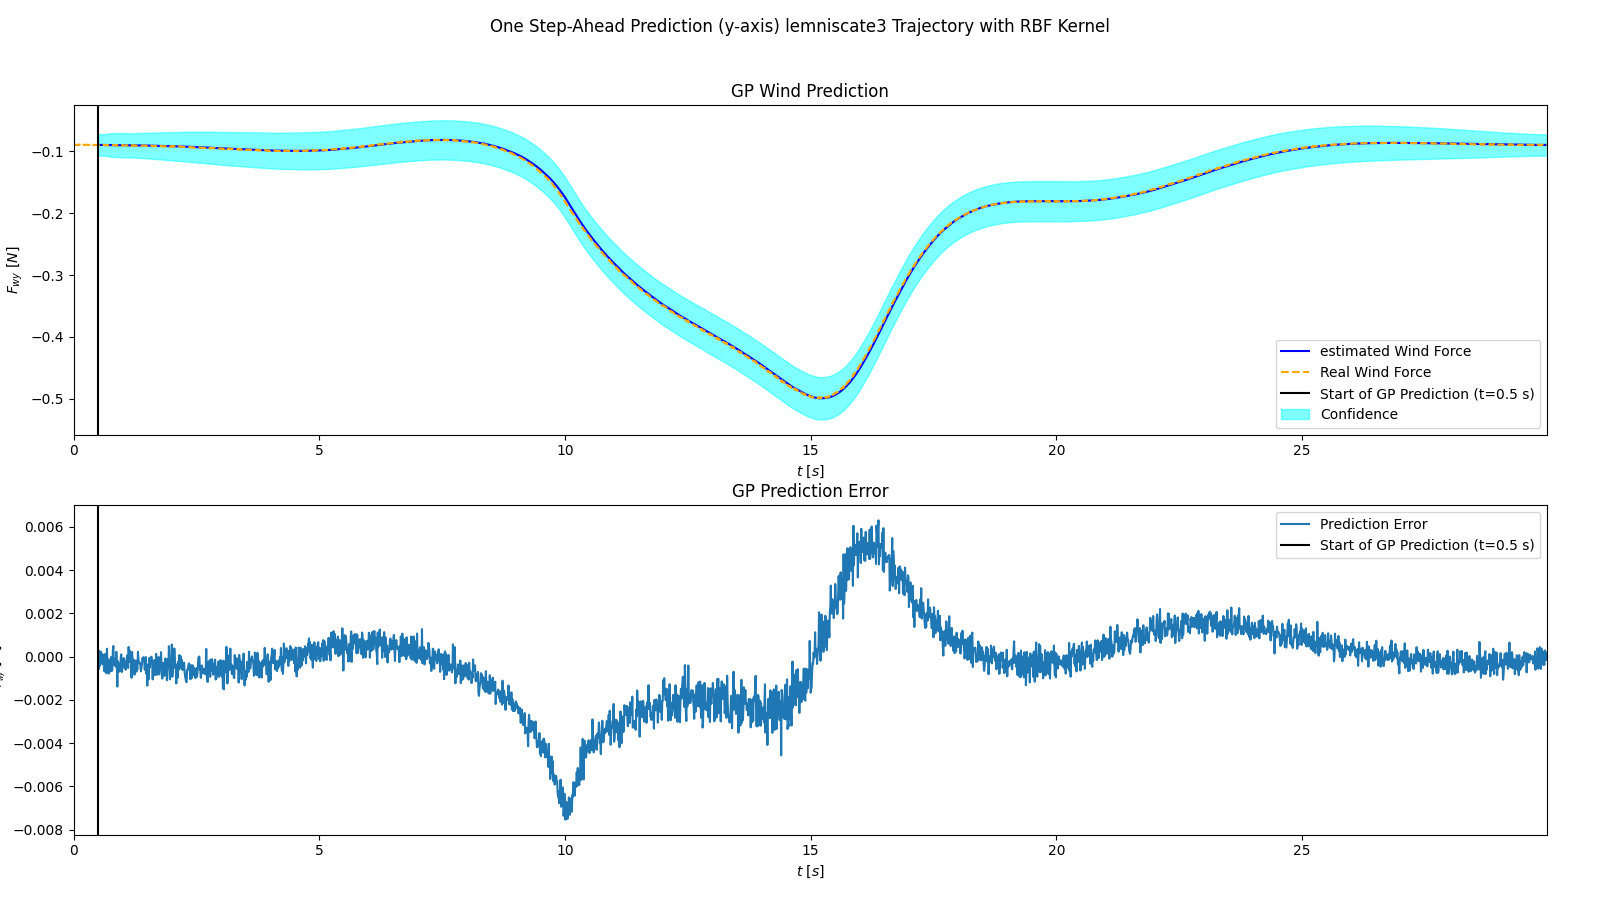 One Step-Ahead Prediction (y-axis) lemniscate3 Trajectory with RBF Kernel
GP Wind Prediction
−0.1
−0.2
−0.3
−0.4
−0.5
F_wy [N]
estimated Wind Force
Real Wind Force
Start of GP Prediction (t=0.5 s)
Confidence
0 5 10 15 20 25
t [s]
GP Prediction Error
0.006
0.004
0.002
0.000
−0.002
−0.004
−0.006
−0.008
Prediction Error
Start of GP Prediction (t=0.5 s)
0 5 10 15 20 25
t [s]